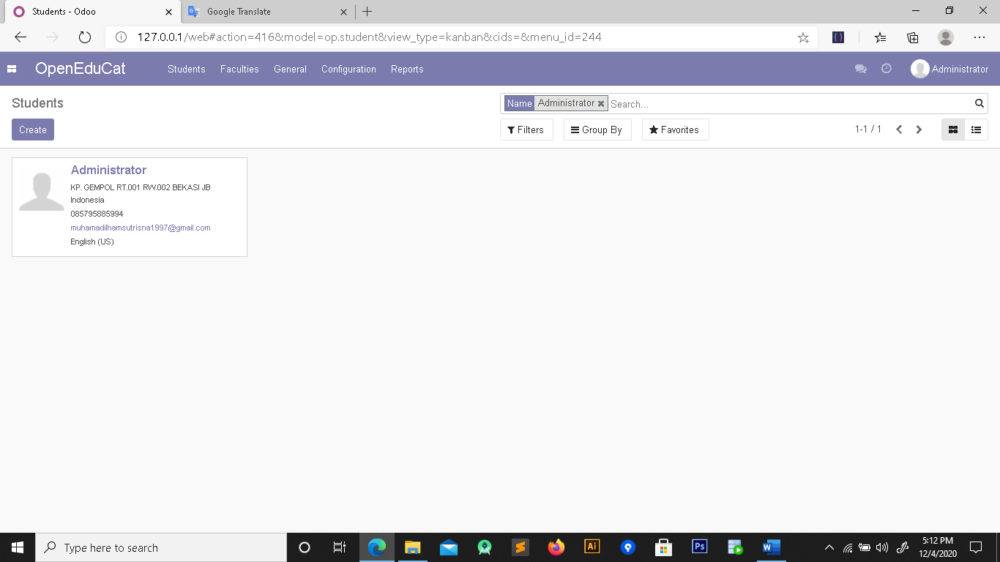 Students - Odoo
Google Translate
127.0.0.1/web#action=416&model=op.student&view_type=kanban&cids=&menu_id=244
OpenEduCat Students Faculties General Configuration Reports Administrator
Students
Name Administrator Search...
Create
Filters Group By Favorites 1-1 / 1
Administrator
KP. GEMPOL RT.001 RW.002 BEKASI JB
Indonesia
085795885994
muhamadilhamsutrisna1997@gmail.com
English (US)
Type here to search
Ai
Ps
W
5:12 PM
12/4/2020